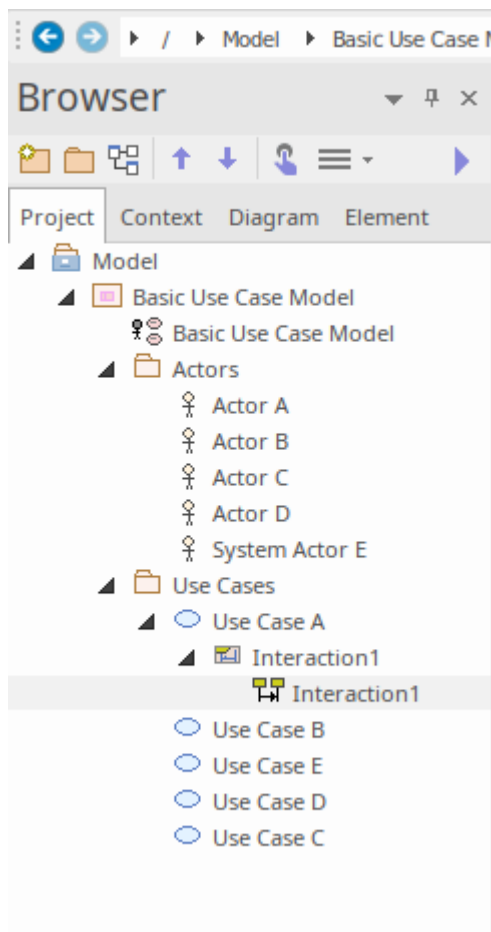 / Model Basic Use Case
Browser
Project Context Diagram Element
Model
Basic Use Case Model
Basic Use Case Model
Actors
Actor A
Actor B
Actor C
Actor D
System Actor E
Use Cases
Use Case A
Interaction1
Interaction1
Use Case B
Use Case E
Use Case D
Use Case C